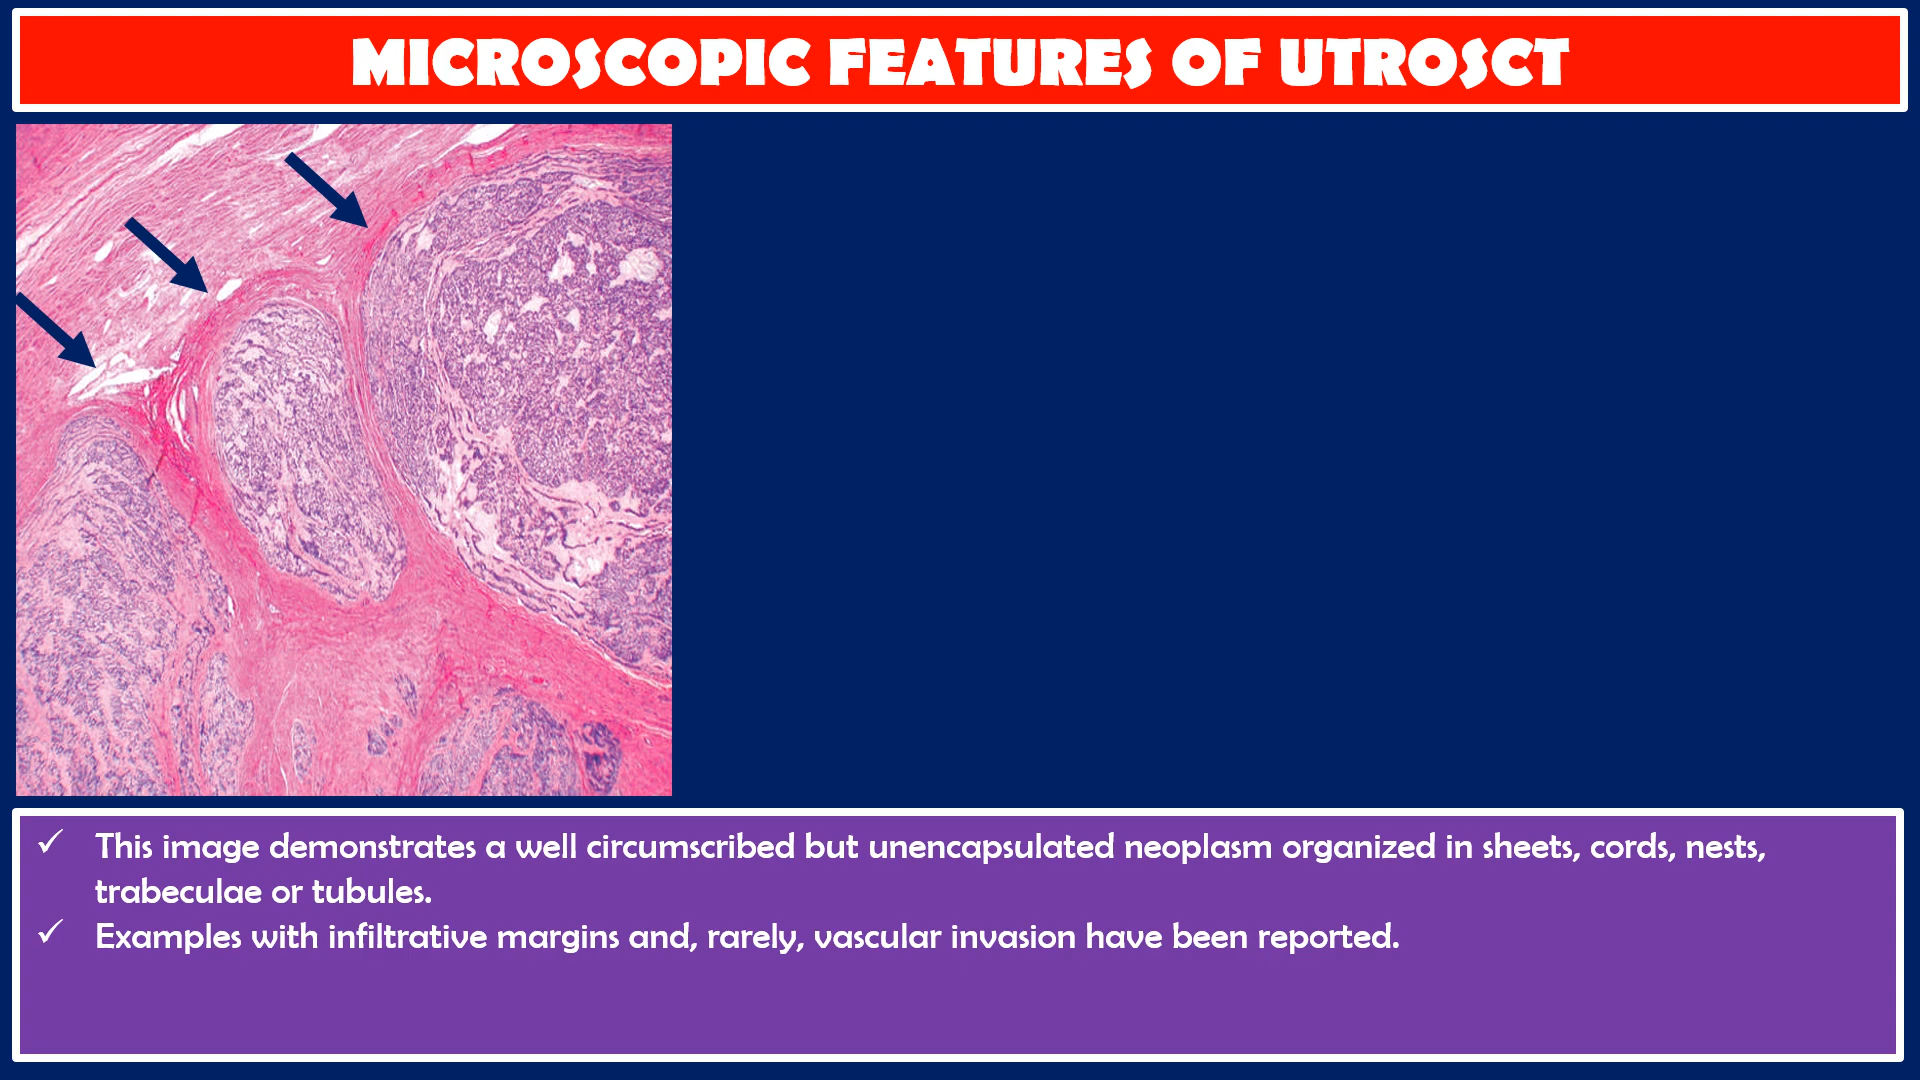 MICROSCOPIC FEATURES OF UTROSCT
✓ This image demonstrates a well circumscribed but unencapsulated neoplasm organized in sheets, cords, nests,
trabeculae or tubules.
✓ Examples with infiltrative margins and, rarely, vascular invasion have been reported.